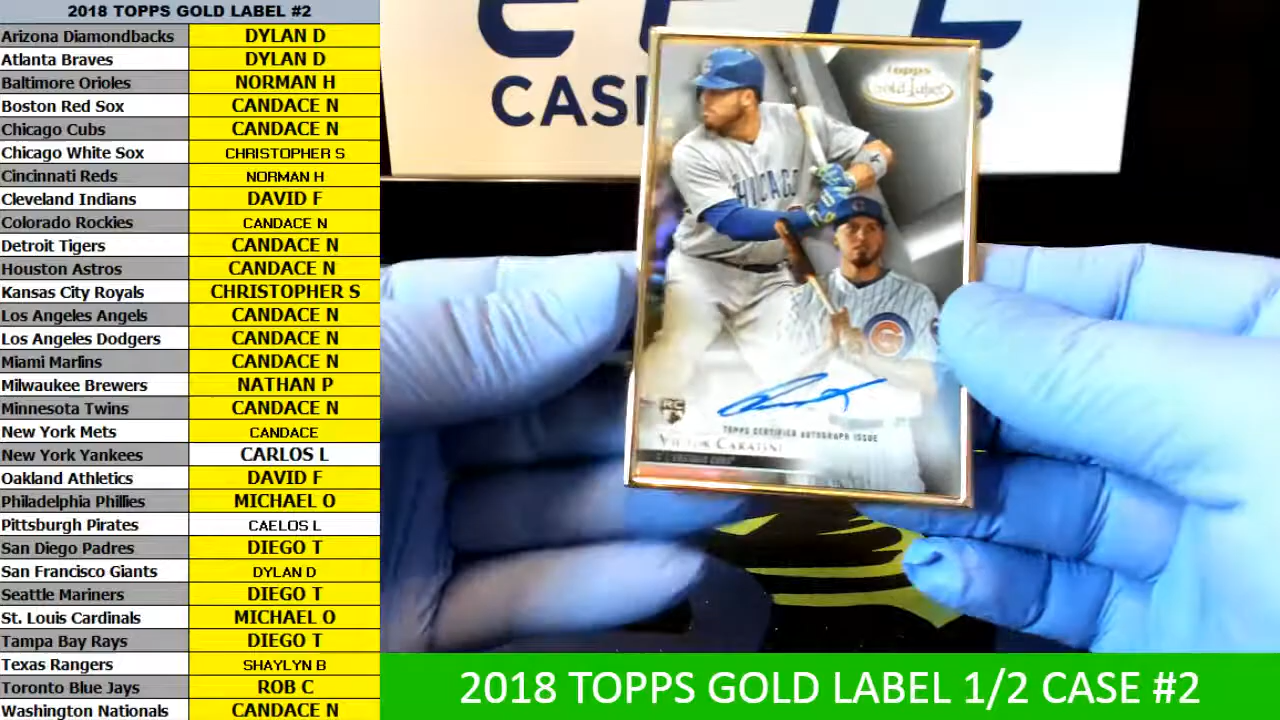 2018 TOPPS GOLD LABEL #2
Arizona Diamondbacks DYLAN D
Atlanta Braves DYLAN D
Baltimore Orioles NORMAN H
Boston Red Sox CANDACE N
Chicago Cubs CANDACE N
Chicago White Sox CHRISTOPHER S
Cincinnati Reds NORMAN H
Cleveland Indians DAVID F
Colorado Rockies CANDACE N
Detroit Tigers CANDACE N
Houston Astros CANDACE N
Kansas City Royals CHRISTOPHER S
Los Angeles Angels CANDACE N
Los Angeles Dodgers CANDACE N
Miami Marlins CANDACE N
Milwaukee Brewers NATHAN P
Minnesota Twins CANDACE N
New York Mets CANDACE
New York Yankees CARLOS L
Oakland Athletics DAVID F
Philadelphia Phillies MICHAEL O
Pittsburgh Pirates CAELOS L
San Diego Padres DIEGO T
San Francisco Giants DYLAN D
Seattle Mariners DIEGO T
St. Louis Cardinals MICHAEL O
Tampa Bay Rays DIEGO T
Texas Rangers SHAYLYN B
Toronto Blue Jays ROB C
Washington Nationals CANDACE N
Topps
Gold Label
CHICAGO
RC
TOPPS CERTIFIED AUTOGRAPH ISSUE
VICTOR CARATINI
2018 TOPPS GOLD LABEL 1/2 CASE #2